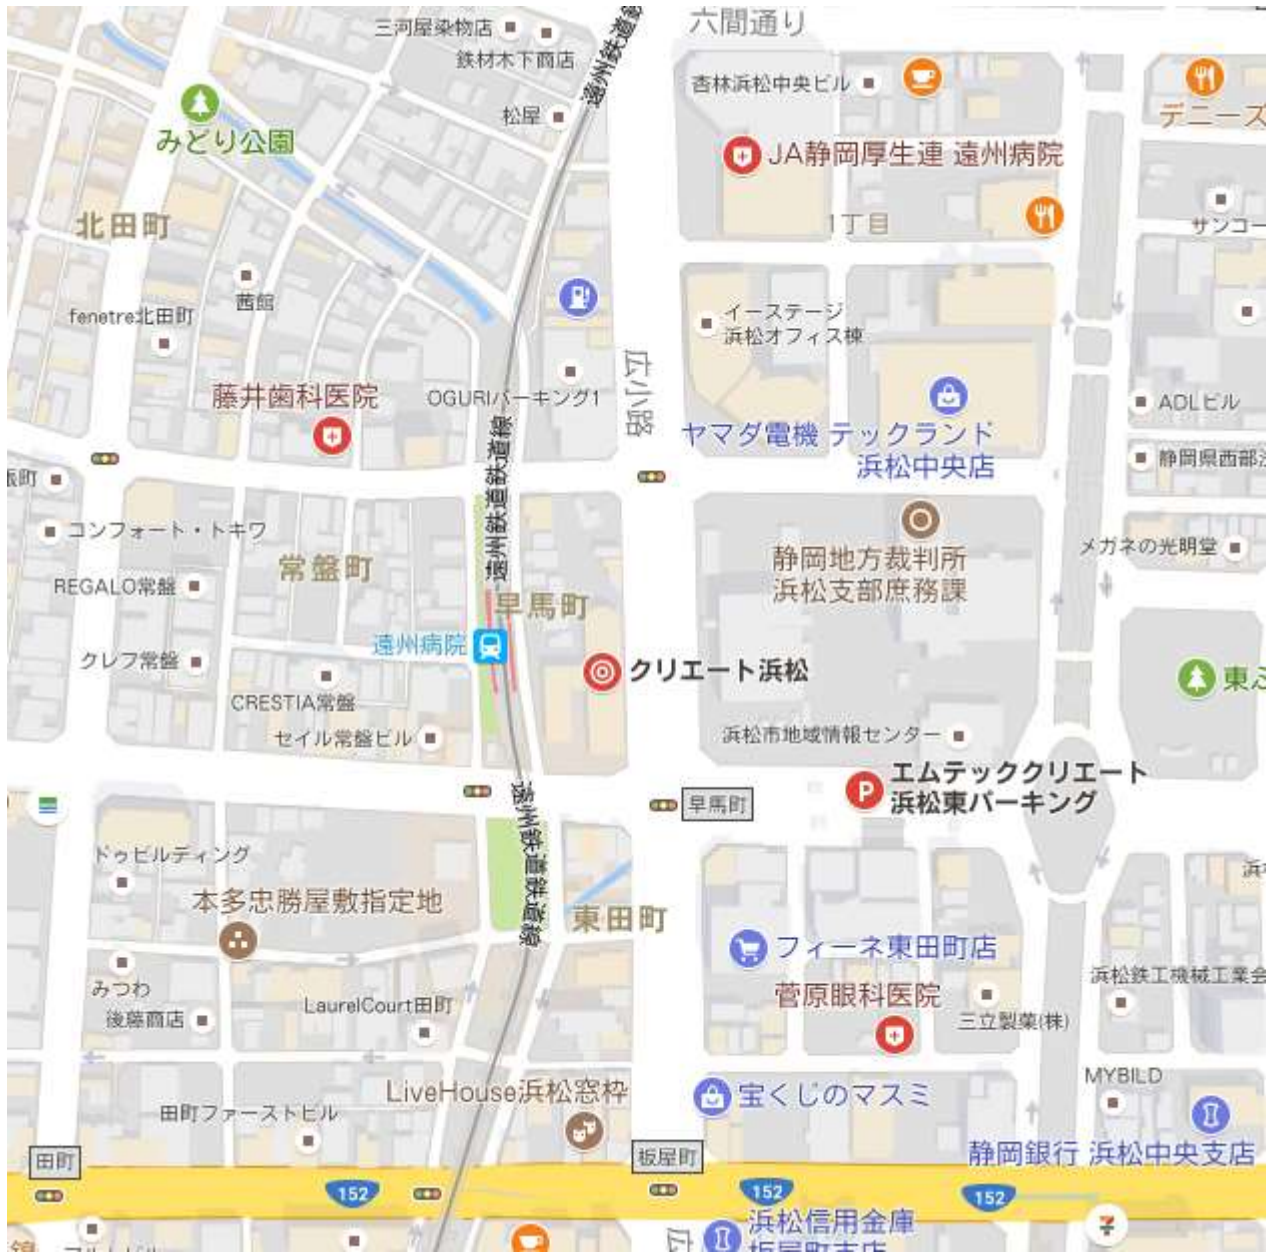 三河屋染物店
六間通り
鉄材木下商店
遠州鉄道鉄
杏林浜松中央ビル
松屋
デニーズ
みどり公園
JA静岡厚生連 遠州病院
北田町
1丁目
サンコー
茜館
fenetre北田町
イーステージ
浜松オフィス棟
広小路
藤井歯科医院
OGURIパーキング1
ADLビル
ヤマダ電機 テックランド
浜松中央店
静岡県西部
遠州鉄道鉄道線
コンフォート・トキワ
静岡地方裁判所
浜松支部庶務課
メガネの光明堂
常盤町
REGALO常盤
早馬町
遠州病院
クレフ常盤
クリエート浜松
CRESTIA常盤
セイル常盤ビル
浜松市地域情報センター
エムテッククリエート
浜松東パーキング
P
早馬町
遠州鉄道鉄道線
ドゥビルディング
本多忠勝屋敷指定地
東田町
フィーネ東田町店
みつわ
菅原眼科医院
浜松鉄工機械工業会
後藤商店
LaurelCourt田町
三立製菓(株)
MYBILD
LiveHouse浜松窓枠
宝くじのマスミ
田町ファーストビル
静岡銀行 浜松中央支店
田町
板屋町
152
152
152
浜松信用金庫
板屋町支店